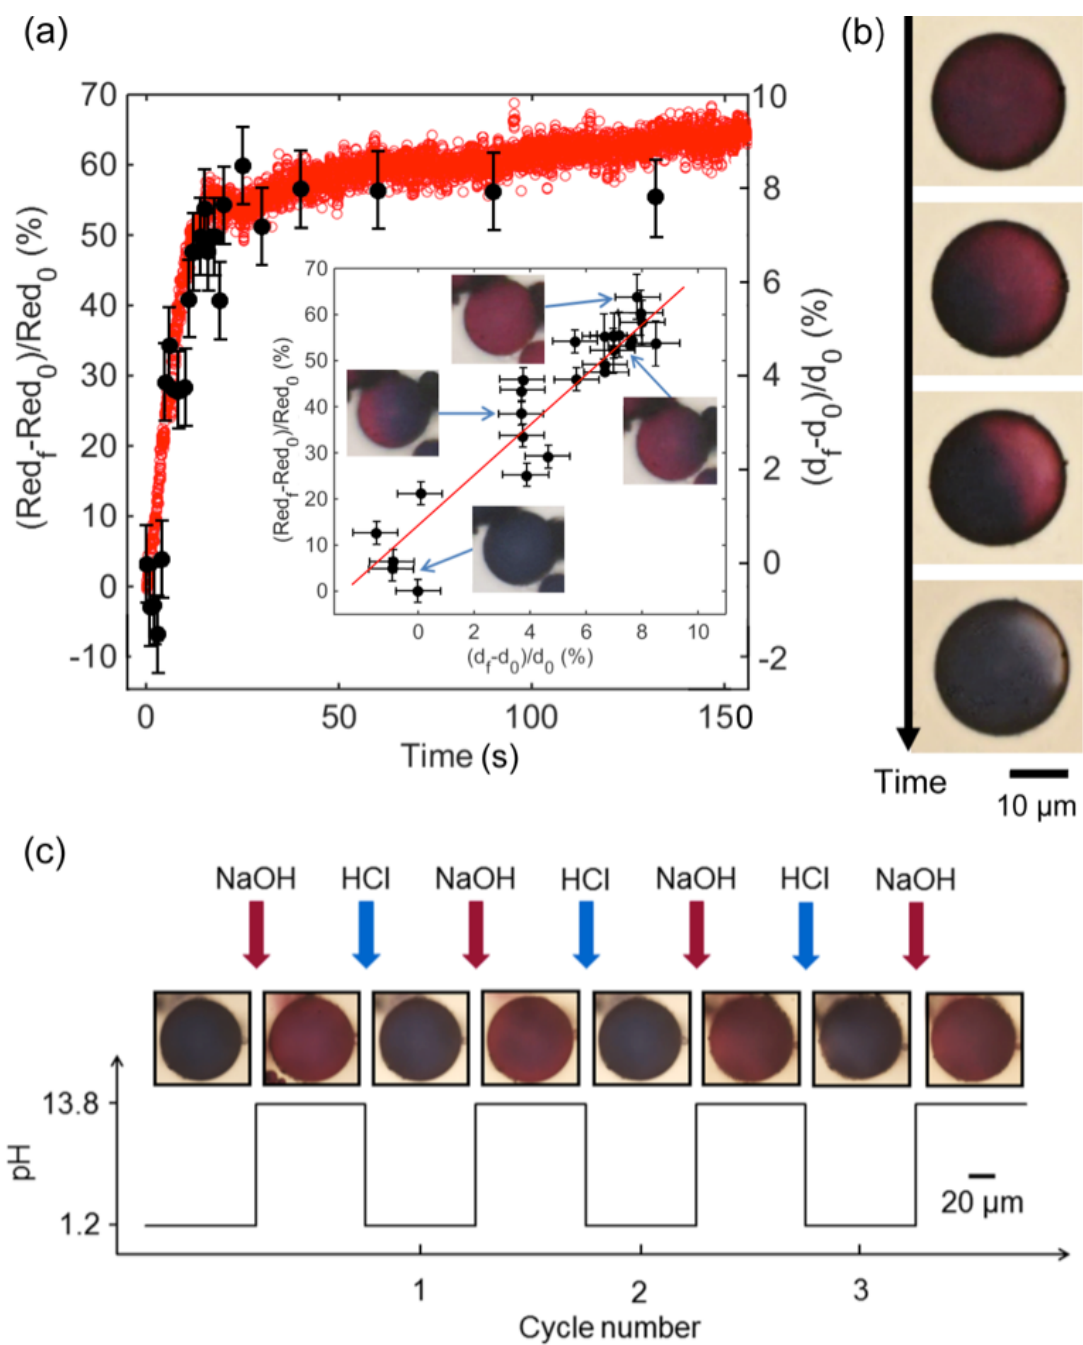 (a)
(b)
70
60
50
40
30
20
10
0
-10
(Red_f-Red_0)/Red_0 (%)
10
8
6
4
2
0
-2
(d_f-d_0)/d_0 (%)
0 50 100 150
Time (s)
70
60
50
40
30
20
10
0
(Red_f-Red_0)/Red_0 (%)
0 2 4 6 8 10
(d_f-d_0)/d_0 (%)
Time
10 μm
(c)
NaOH HCl NaOH HCl NaOH HCl NaOH
13.8
pH
1.2
20 μm
1 2 3
Cycle number